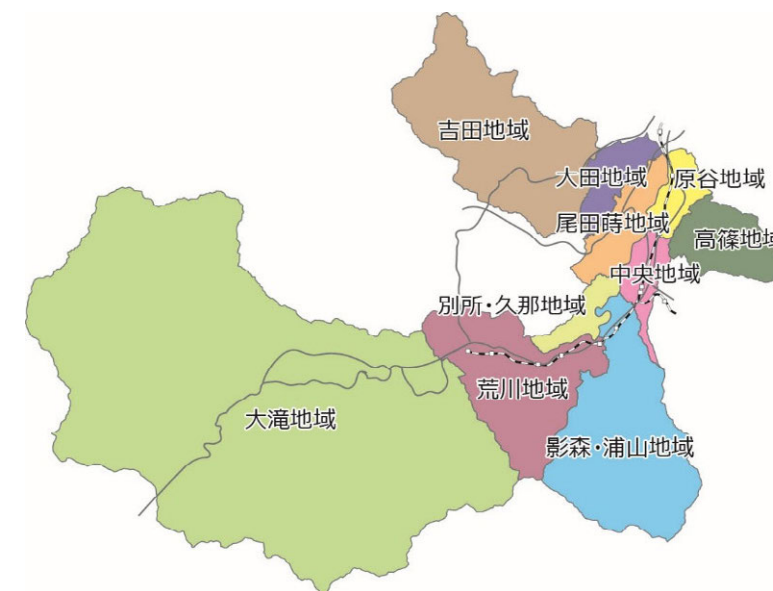 吉田地域
久田地域
原谷地域
尾田蒔地域
高篠地域
中央地域
別所・久那地域
荒川地域
大滝地域
影森・浦山地域